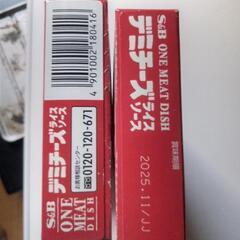 4 901002 180416
S&B
ONE
MEAT
DISH
デミチーズ
ライス
ソース
お客様相談センター
0120-120-671
S&B ONE MEAT DISH
デミチーズ
ライス
ソース
賞味期限
2025.11/JJ